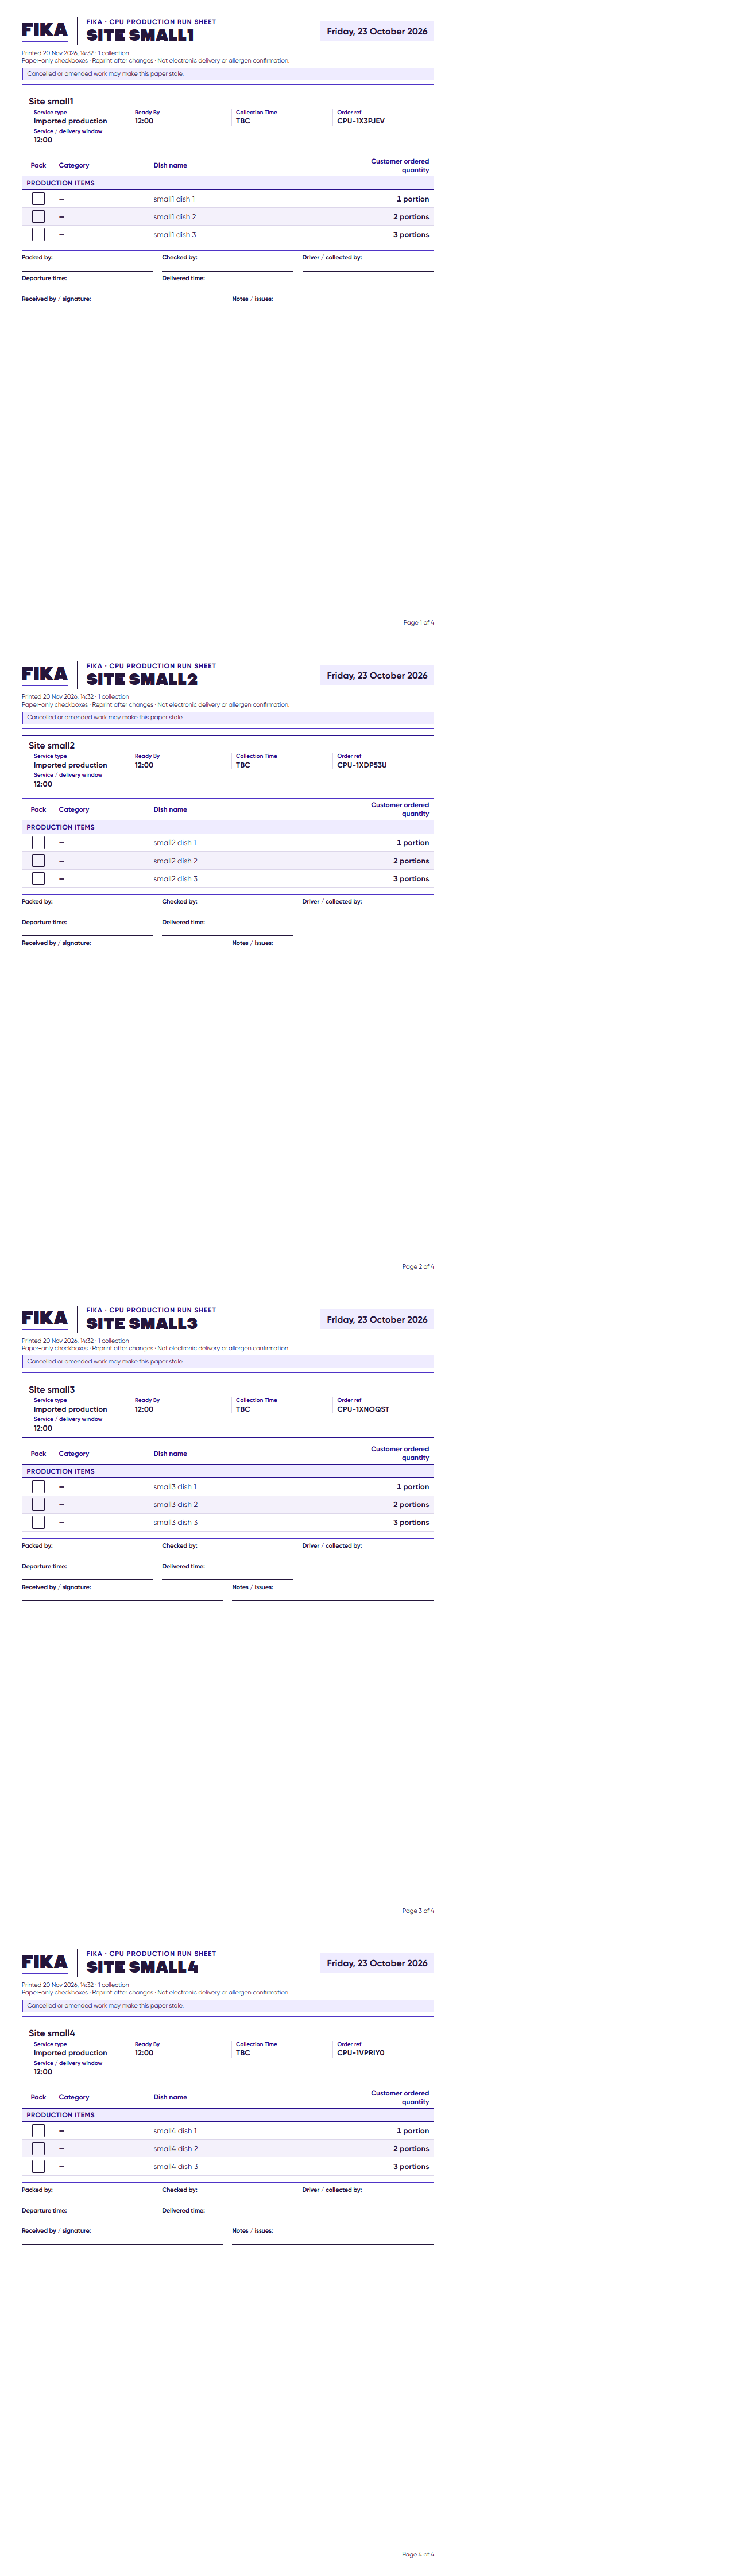 FIKA
FIKA · CPU PRODUCTION RUN SHEET
SITE SMALL1
Friday, 23 October 2026
Printed 20 Nov 2026, 14:32 · 1 collection
Paper-only checkboxes · Reprint after changes · Not electronic delivery or allergen confirmation.
Cancelled or amended work may make this paper stale.
Site small1
Service type Ready By Collection Time Order ref
Imported production 12:00 TBC CPU-1X3PJEV
Service / delivery window
12:00
Pack Category Dish name Customer ordered quantity
PRODUCTION ITEMS
– small1 dish 1 1 portion
– small1 dish 2 2 portions
– small1 dish 3 3 portions
Packed by: Checked by: Driver / collected by:
Departure time: Delivered time:
Received by / signature: Notes / issues:
Page 1 of 4
FIKA
FIKA · CPU PRODUCTION RUN SHEET
SITE SMALL2
Friday, 23 October 2026
Printed 20 Nov 2026, 14:32 · 1 collection
Paper-only checkboxes · Reprint after changes · Not electronic delivery or allergen confirmation.
Cancelled or amended work may make this paper stale.
Site small2
Service type Ready By Collection Time Order ref
Imported production 12:00 TBC CPU-1XDP53U
Service / delivery window
12:00
Pack Category Dish name Customer ordered quantity
PRODUCTION ITEMS
– small2 dish 1 1 portion
– small2 dish 2 2 portions
– small2 dish 3 3 portions
Packed by: Checked by: Driver / collected by:
Departure time: Delivered time:
Received by / signature: Notes / issues:
Page 2 of 4
FIKA
FIKA · CPU PRODUCTION RUN SHEET
SITE SMALL3
Friday, 23 October 2026
Printed 20 Nov 2026, 14:32 · 1 collection
Paper-only checkboxes · Reprint after changes · Not electronic delivery or allergen confirmation.
Cancelled or amended work may make this paper stale.
Site small3
Service type Ready By Collection Time Order ref
Imported production 12:00 TBC CPU-1XNOQST
Service / delivery window
12:00
Pack Category Dish name Customer ordered quantity
PRODUCTION ITEMS
– small3 dish 1 1 portion
– small3 dish 2 2 portions
– small3 dish 3 3 portions
Packed by: Checked by: Driver / collected by:
Departure time: Delivered time:
Received by / signature: Notes / issues:
Page 3 of 4
FIKA
FIKA · CPU PRODUCTION RUN SHEET
SITE SMALL4
Friday, 23 October 2026
Printed 20 Nov 2026, 14:32 · 1 collection
Paper-only checkboxes · Reprint after changes · Not electronic delivery or allergen confirmation.
Cancelled or amended work may make this paper stale.
Site small4
Service type Ready By Collection Time Order ref
Imported production 12:00 TBC CPU-1VPRIY0
Service / delivery window
12:00
Pack Category Dish name Customer ordered quantity
PRODUCTION ITEMS
– small4 dish 1 1 portion
– small4 dish 2 2 portions
– small4 dish 3 3 portions
Packed by: Checked by: Driver / collected by:
Departure time: Delivered time:
Received by / signature: Notes / issues:
Page 4 of 4